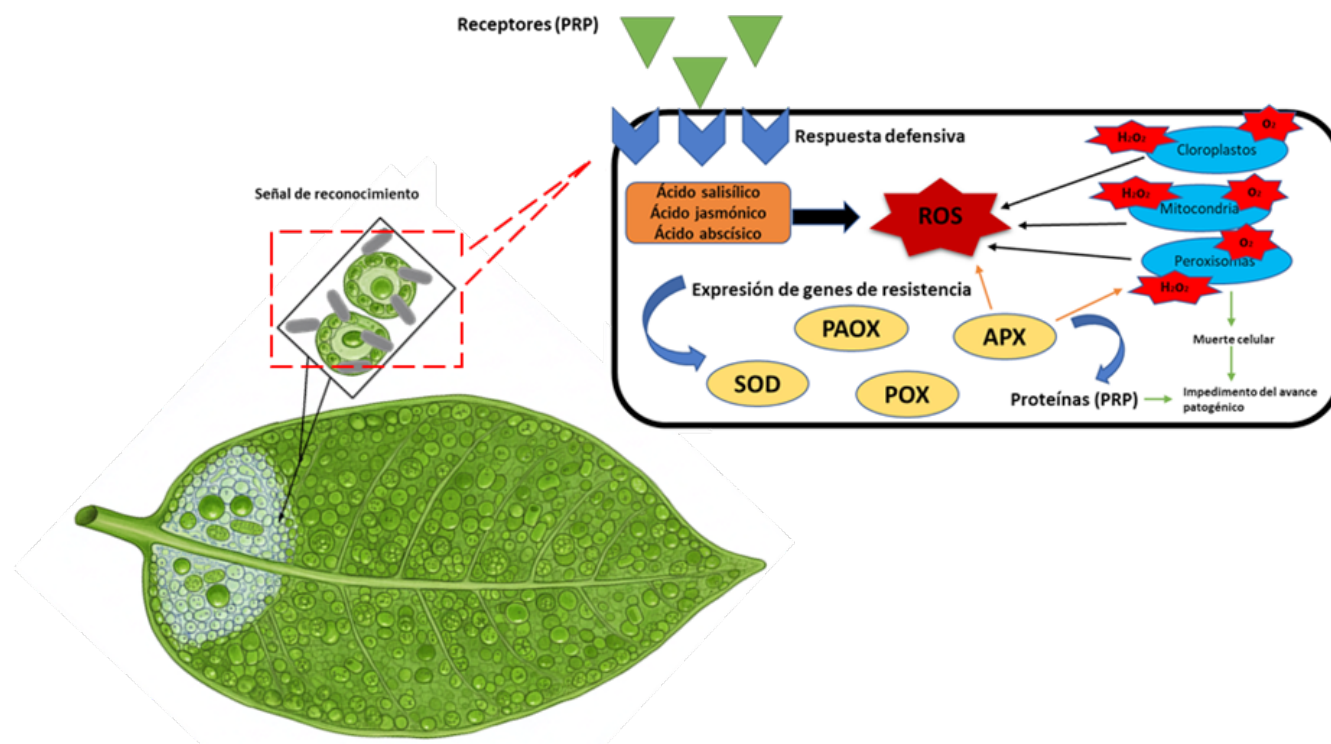 Receptores (PRP)
Respuesta defensiva
Señal de reconocimiento
Ácido salisílico
Ácido jasmónico
Ácido abscísico
ROS
H₂O₂
O₂
Cloroplastos
H₂O₂
O₂
Mitocondria
O₂
Peroxisomas
H₂O₂
Expresión de genes de resistencia
PAOX
APX
SOD
POX
Muerte celular
Proteínas (PRP)
Impedimento del avance
patogénico